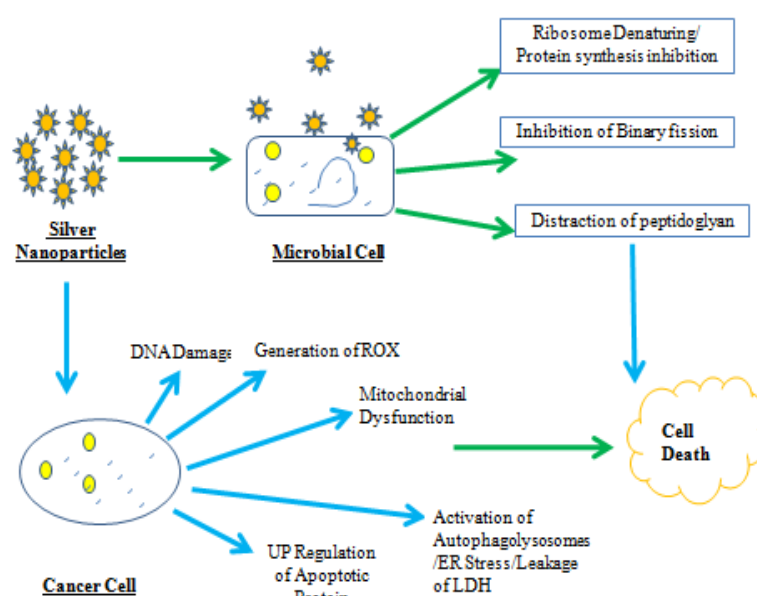 Ribosome Denaturing/
Protein synthesis inhibition
Inhibition of Binary fission
Silver
Nanoparticles
Microbial Cell
Distraction of peptidoglyan
DNA Damage
Generation of ROX
Mitochondrial
Dysfunction
Cell
Death
Activation of
Autophagolysosomes
/ER Stress/Leakage
of LDH
UP Regulation
of Apoptotic
Protein
Cancer Cell